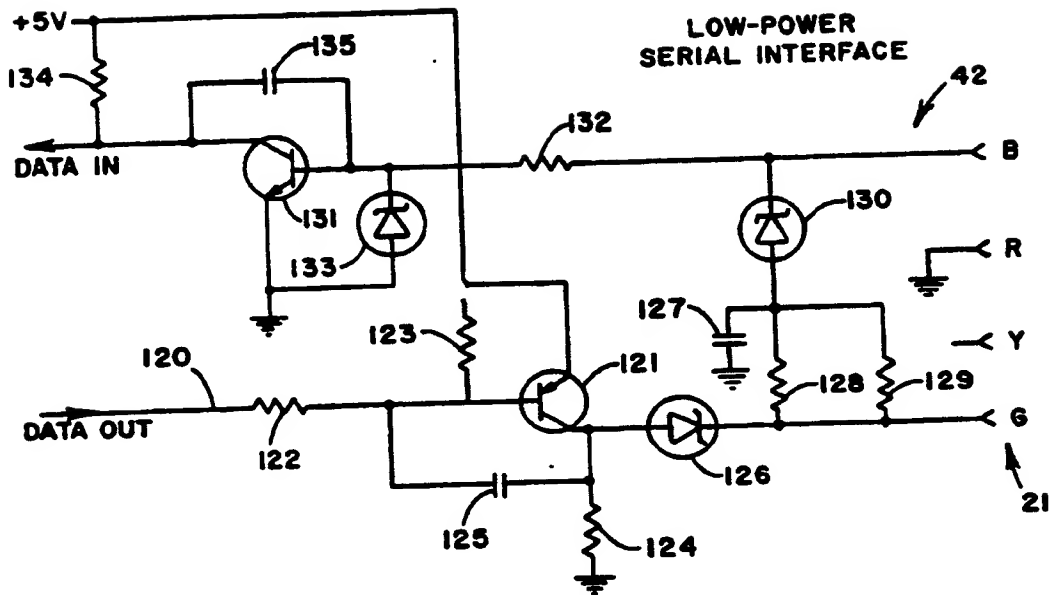 +5V
LOW-POWER
SERIAL INTERFACE
135
134
42
132
DATA IN
B
131
130
133
R
127
123
Y
120
121
128
129
DATA OUT
G
122
126
21
125
124